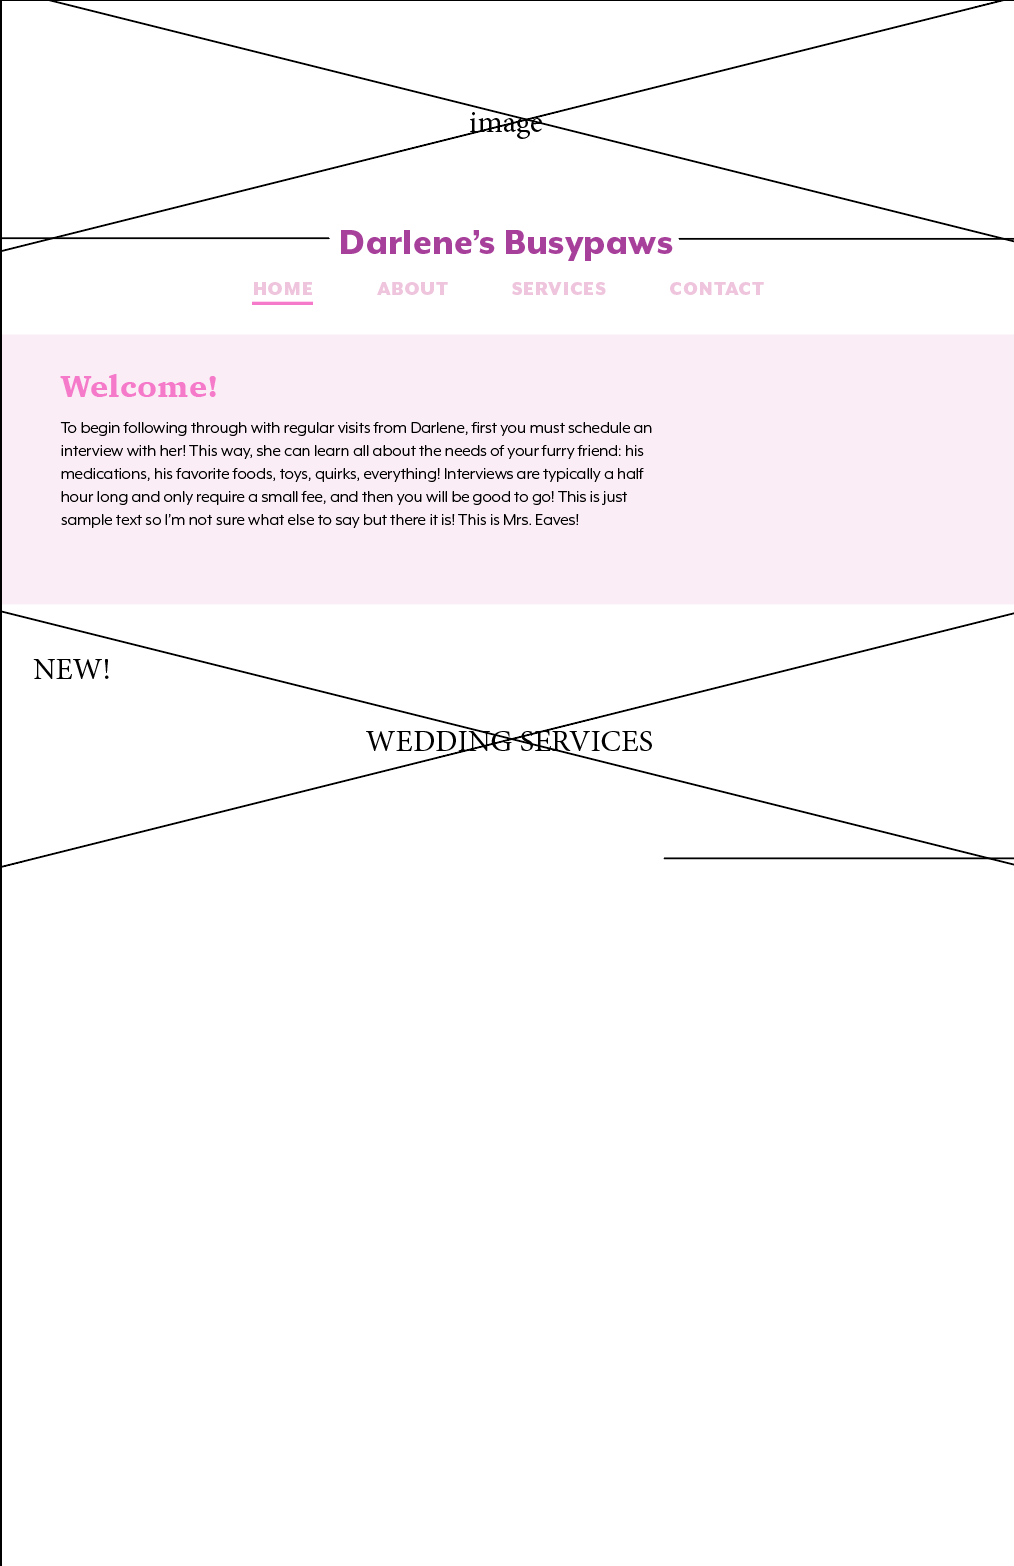 image
Darlene’s Busypaws
HOME ABOUT SERVICES CONTACT
Welcome!
To begin following through with regular visits from Darlene, first you must schedule an
interview with her! This way, she can learn all about the needs of your furry friend: his
medications, his favorite foods, toys, quirks, everything! Interviews are typically a half
hour long and only require a small fee, and then you will be good to go! This is just
sample text so I’m not sure what else to say but there it is! This is Mrs. Eaves!
NEW!
WEDDING SERVICES